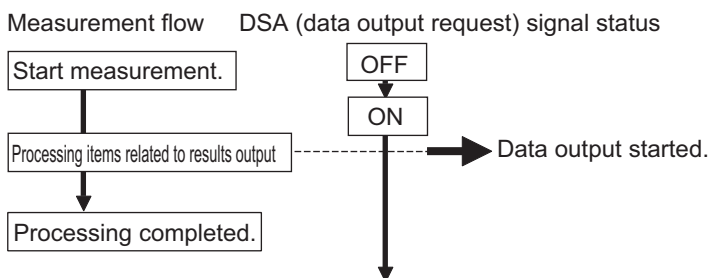 Measurement flow
DSA (data output request) signal status
Start measurement.
OFF
ON
Processing items related to results output
Data output started.
Processing completed.